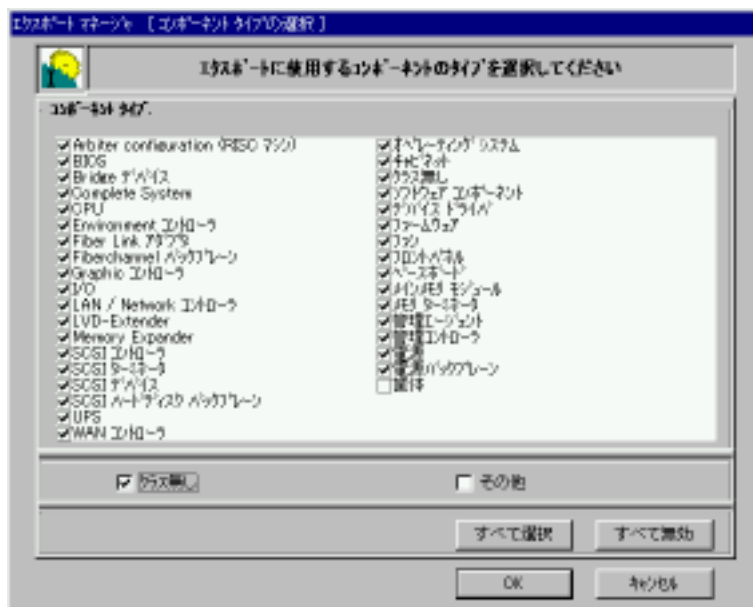 エクスポート マネージャ [コンポーネント タイプの選択]
エクスポートに使用するコンポーネントのタイプを選択してください
コンポーネント タイプ.
Arbiter configuration (RISC マシン)
BIOS
Bridge デバイス
Complete System
CPU
Environment コントローラ
Fiber Link アダプタ
Fiberchannel バックプレーン
Graphic コントローラ
I/O
LAN / Network コントローラ
LVD-Extender
Memory Expander
SCSI コントローラ
SCSI ターミネータ
SCSI デバイス
SCSI ハードディスク バックプレーン
UPS
WAN コントローラ
オペレーティング システム
キャビネット
クラス無し
ソフトウェア コンポーネント
デバイス ドライバ
ファームウェア
ファン
フロントパネル
ベースボード
メインメモリ モジュール
メモリ ターミネータ
管理エージェント
管理コントローラ
電源
電源バックプレーン
筐体
クラス無し
その他
すべて選択
すべて無効
OK
キャンセル